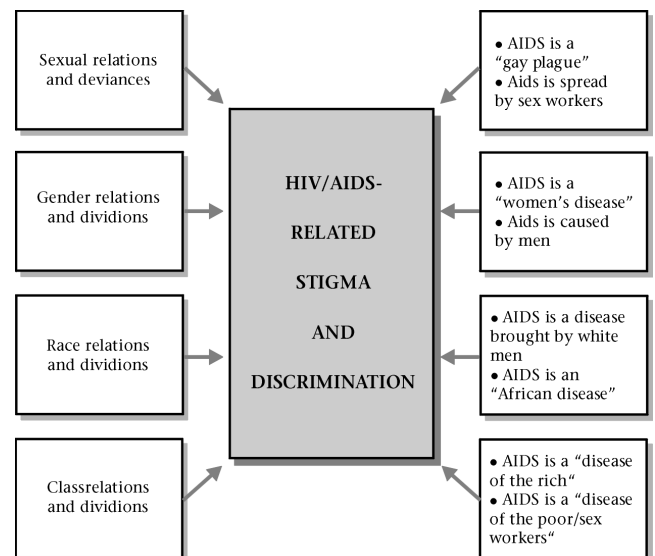 Sexual relations
and deviances
Gender relations
and dividions
Race relations
and dividions
Classrelations
and dividions
HIV/AIDS-
RELATED
STIGMA
AND
DISCRIMINATION
• AIDS is a
“gay plague”
• Aids is spread
by sex workers
• AIDS is a
“women’s disease”
• Aids is caused
by men
• AIDS is a disease
brought by white
men
• AIDS is an
“African disease”
• AIDS is a “disease
of the rich“
• AIDS is a “disease
of the poor/sex
workers“